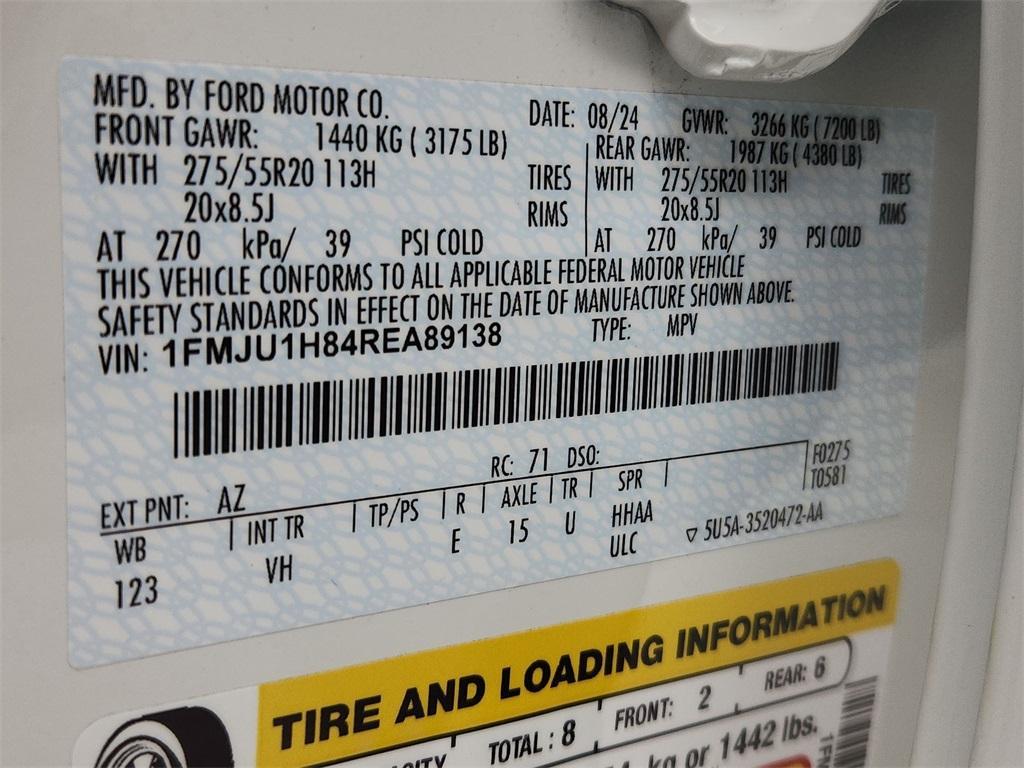 MFD. BY FORD MOTOR CO.
DATE: 08/24 GVWR: 3266 KG ( 7200 LB)
FRONT GAWR: 1440 KG ( 3175 LB)
REAR GAWR: 1987 KG ( 4380 LB)
WITH 275/55R20 113H TIRES
WITH 275/55R20 113H TIRES
20x8.5J RIMS
20x8.5J RIMS
AT 270 kPa/ 39 PSI COLD
AT 270 kPa/ 39 PSI COLD
THIS VEHICLE CONFORMS TO ALL APPLICABLE FEDERAL MOTOR VEHICLE
SAFETY STANDARDS IN EFFECT ON THE DATE OF MANUFACTURE SHOWN ABOVE.
VIN: 1FMJU1H84REA89138 TYPE: MPV
EXT PNT: AZ RC: 71 DSO: F0275
T0581
WB INT TR TP/PS R AXLE TR SPR
123 VH E 15 U HHAA
ULC 5U5A-3520472-AA
TIRE AND LOADING INFORMATION
TOTAL : 8 FRONT: 2 REAR: 6
kg or 1442 lbs.